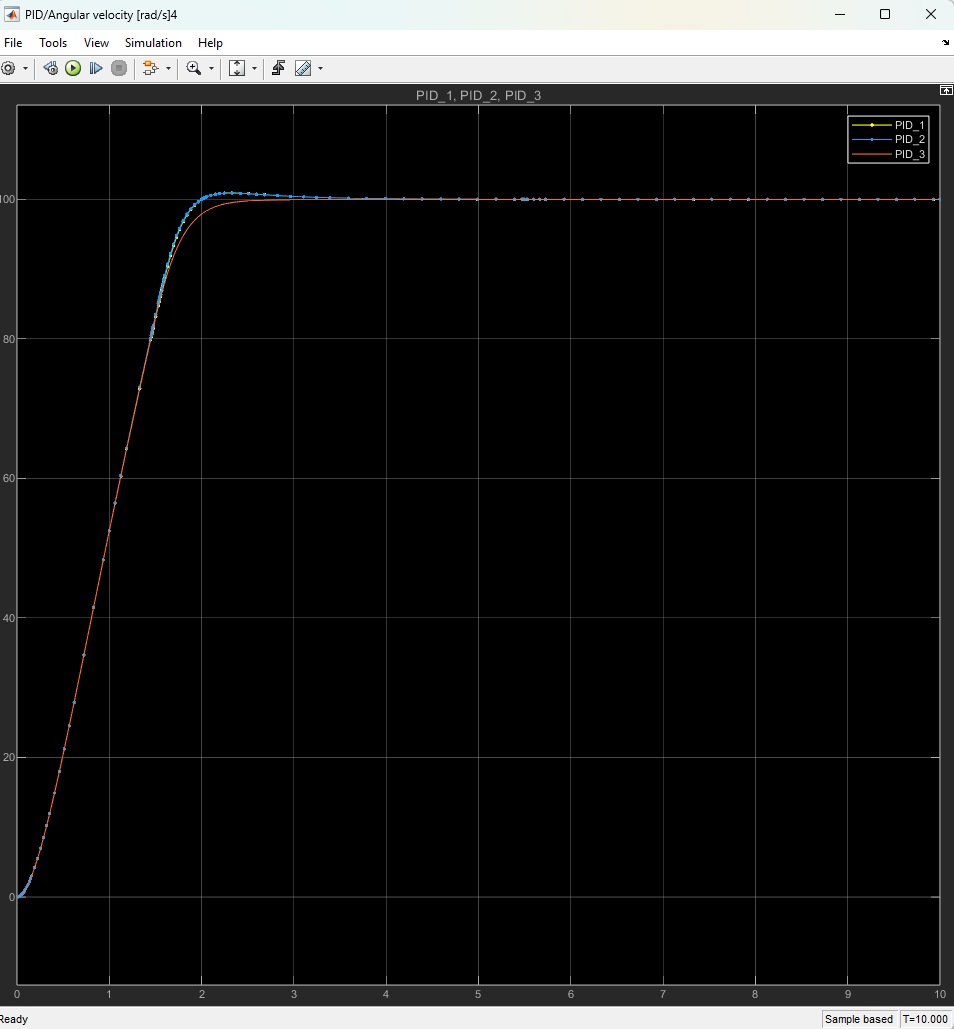 PID/Angular velocity [rad/s]4
File Tools View Simulation Help
PID_1, PID_2, PID_3
PID_1
PID_2
PID_3
100
80
60
40
20
0
0 1 2 3 4 5 6 7 8 9 10
Ready Sample based T=10.000